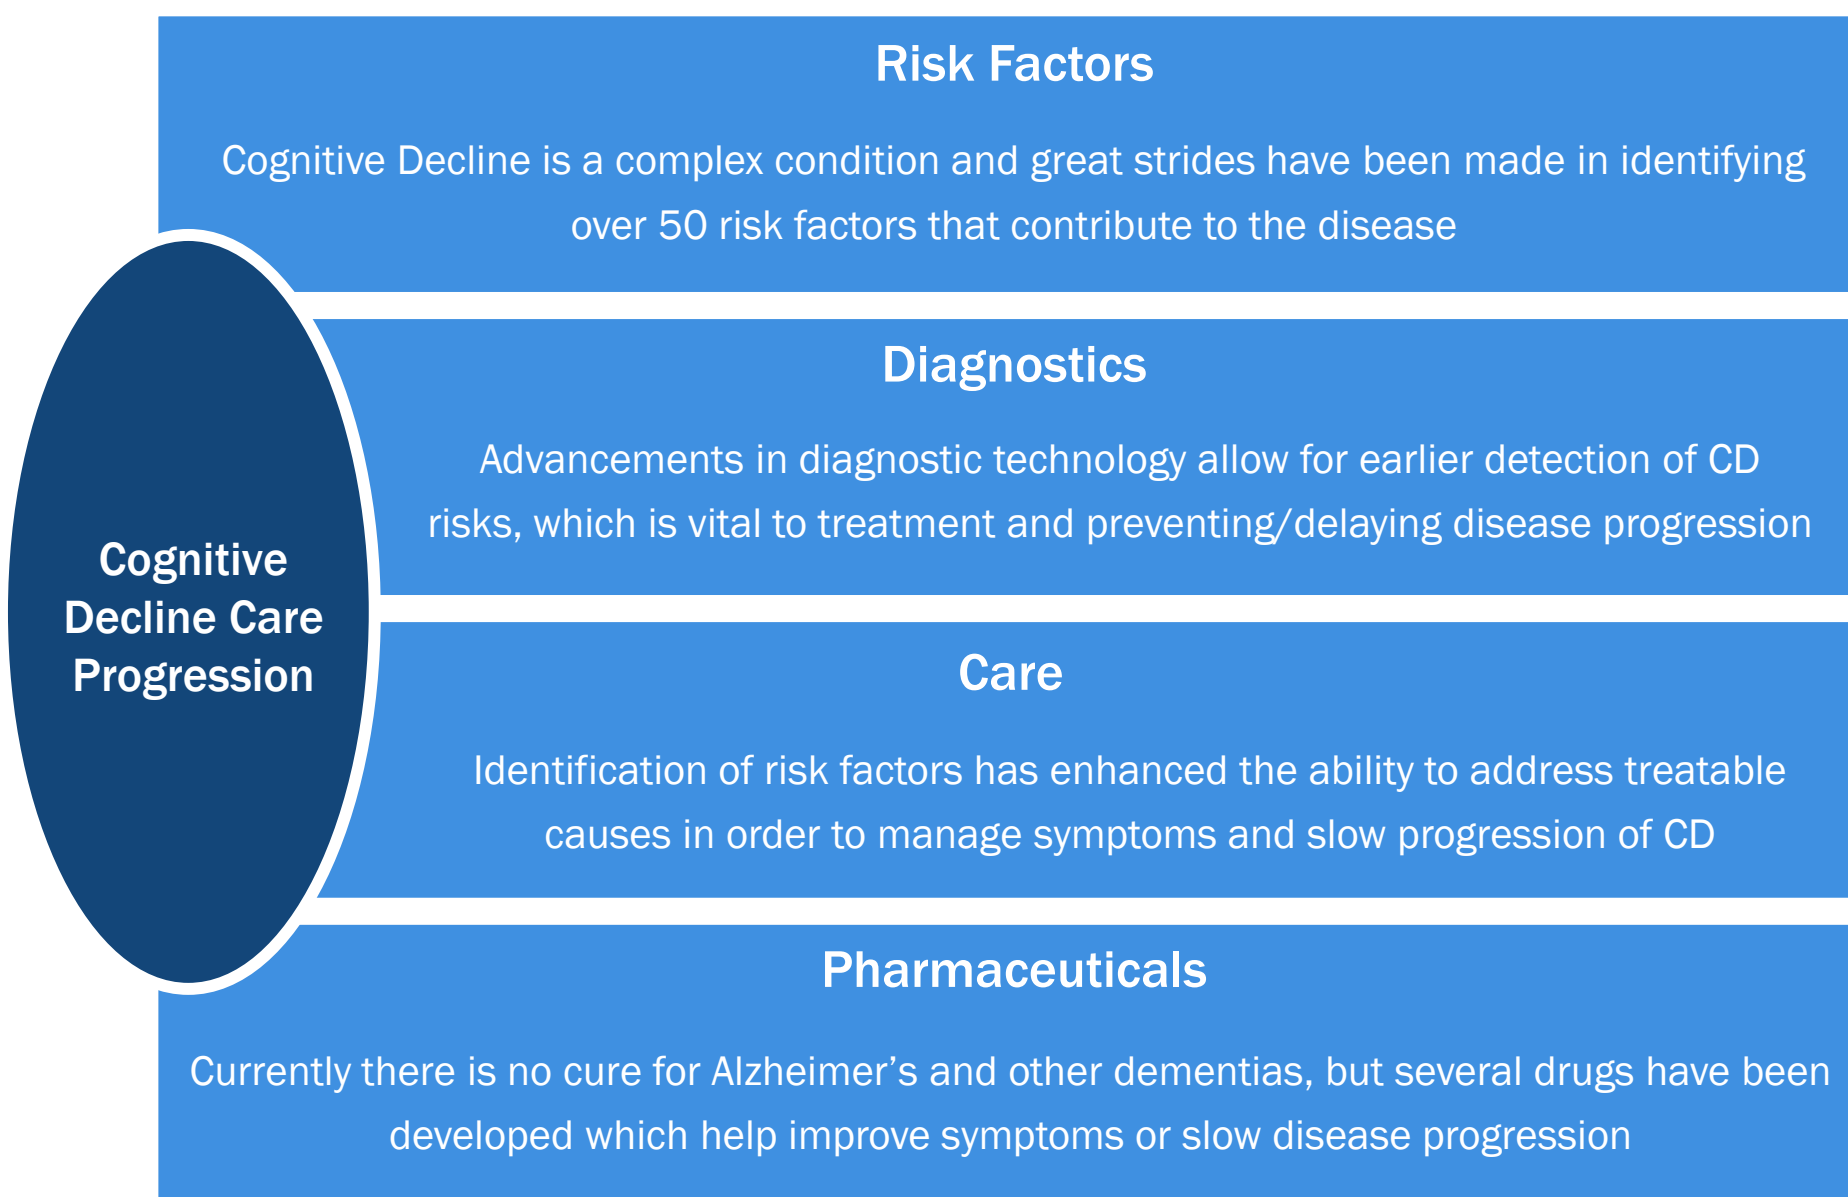 Risk Factors
Cognitive Decline is a complex condition and great strides have been made in identifying
over 50 risk factors that contribute to the disease
Diagnostics
Advancements in diagnostic technology allow for earlier detection of CD
risks, which is vital to treatment and preventing/delaying disease progression
Cognitive
Decline Care
Progression
Care
Identification of risk factors has enhanced the ability to address treatable
causes in order to manage symptoms and slow progression of CD
Pharmaceuticals
Currently there is no cure for Alzheimer’s and other dementias, but several drugs have been
developed which help improve symptoms or slow disease progression